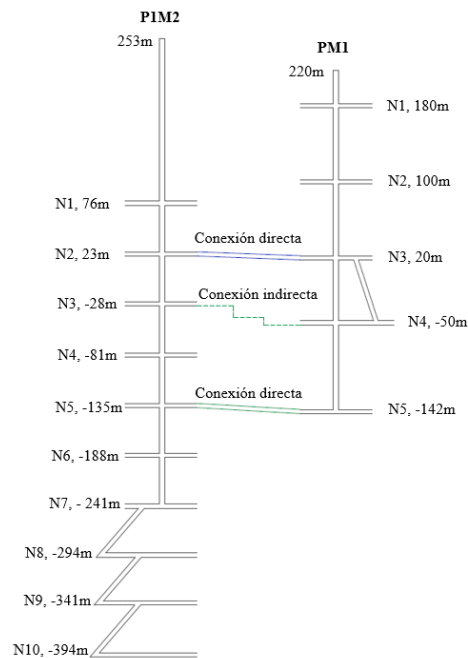 P1M2
253m
PM1
220m
N1, 180m
N2, 100m
N1, 76m
Conexión directa
N2, 23m
N3, 20m
Conexión indirecta
N3, -28m
N4, -50m
N4, -81m
Conexión directa
N5, -135m
N5, -142m
N6, -188m
N7, - 241m
N8, -294m
N9, -341m
N10, -394m